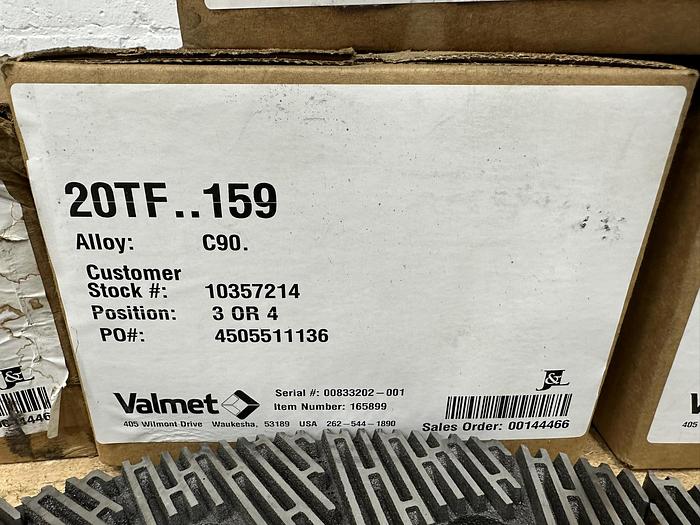 20TF..159
Alloy: C90.
Customer
Stock #: 10357214
Position: 3 OR 4
PO#: 4505511136
Valmet
405 Wilmont Drive Waukesha, 53189 USA 262-544-1890
Serial #: 00833202-001
Item Number: 165899
J&L
Sales Order: 00144466
J&L